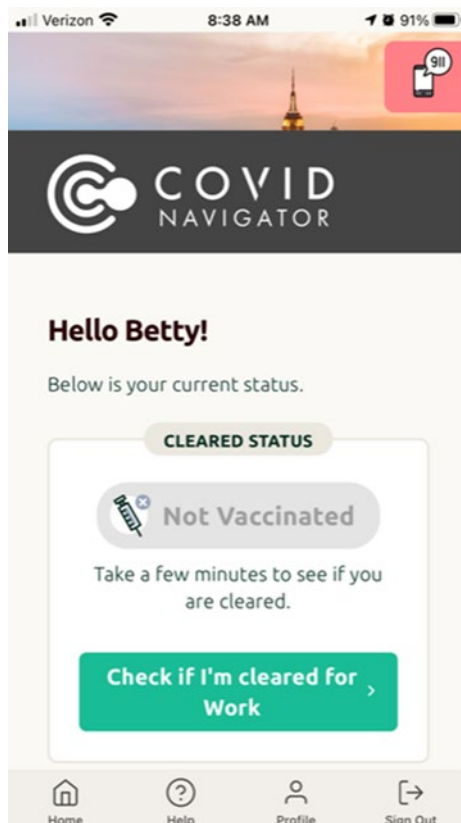 Verizon 8:38 AM 91%
911
COVID
NAVIGATOR
Hello Betty!
Below is your current status.
CLEARED STATUS
Not Vaccinated
Take a few minutes to see if you
are cleared.
Check if I'm cleared for
Work
Home Help Profile Sign Out